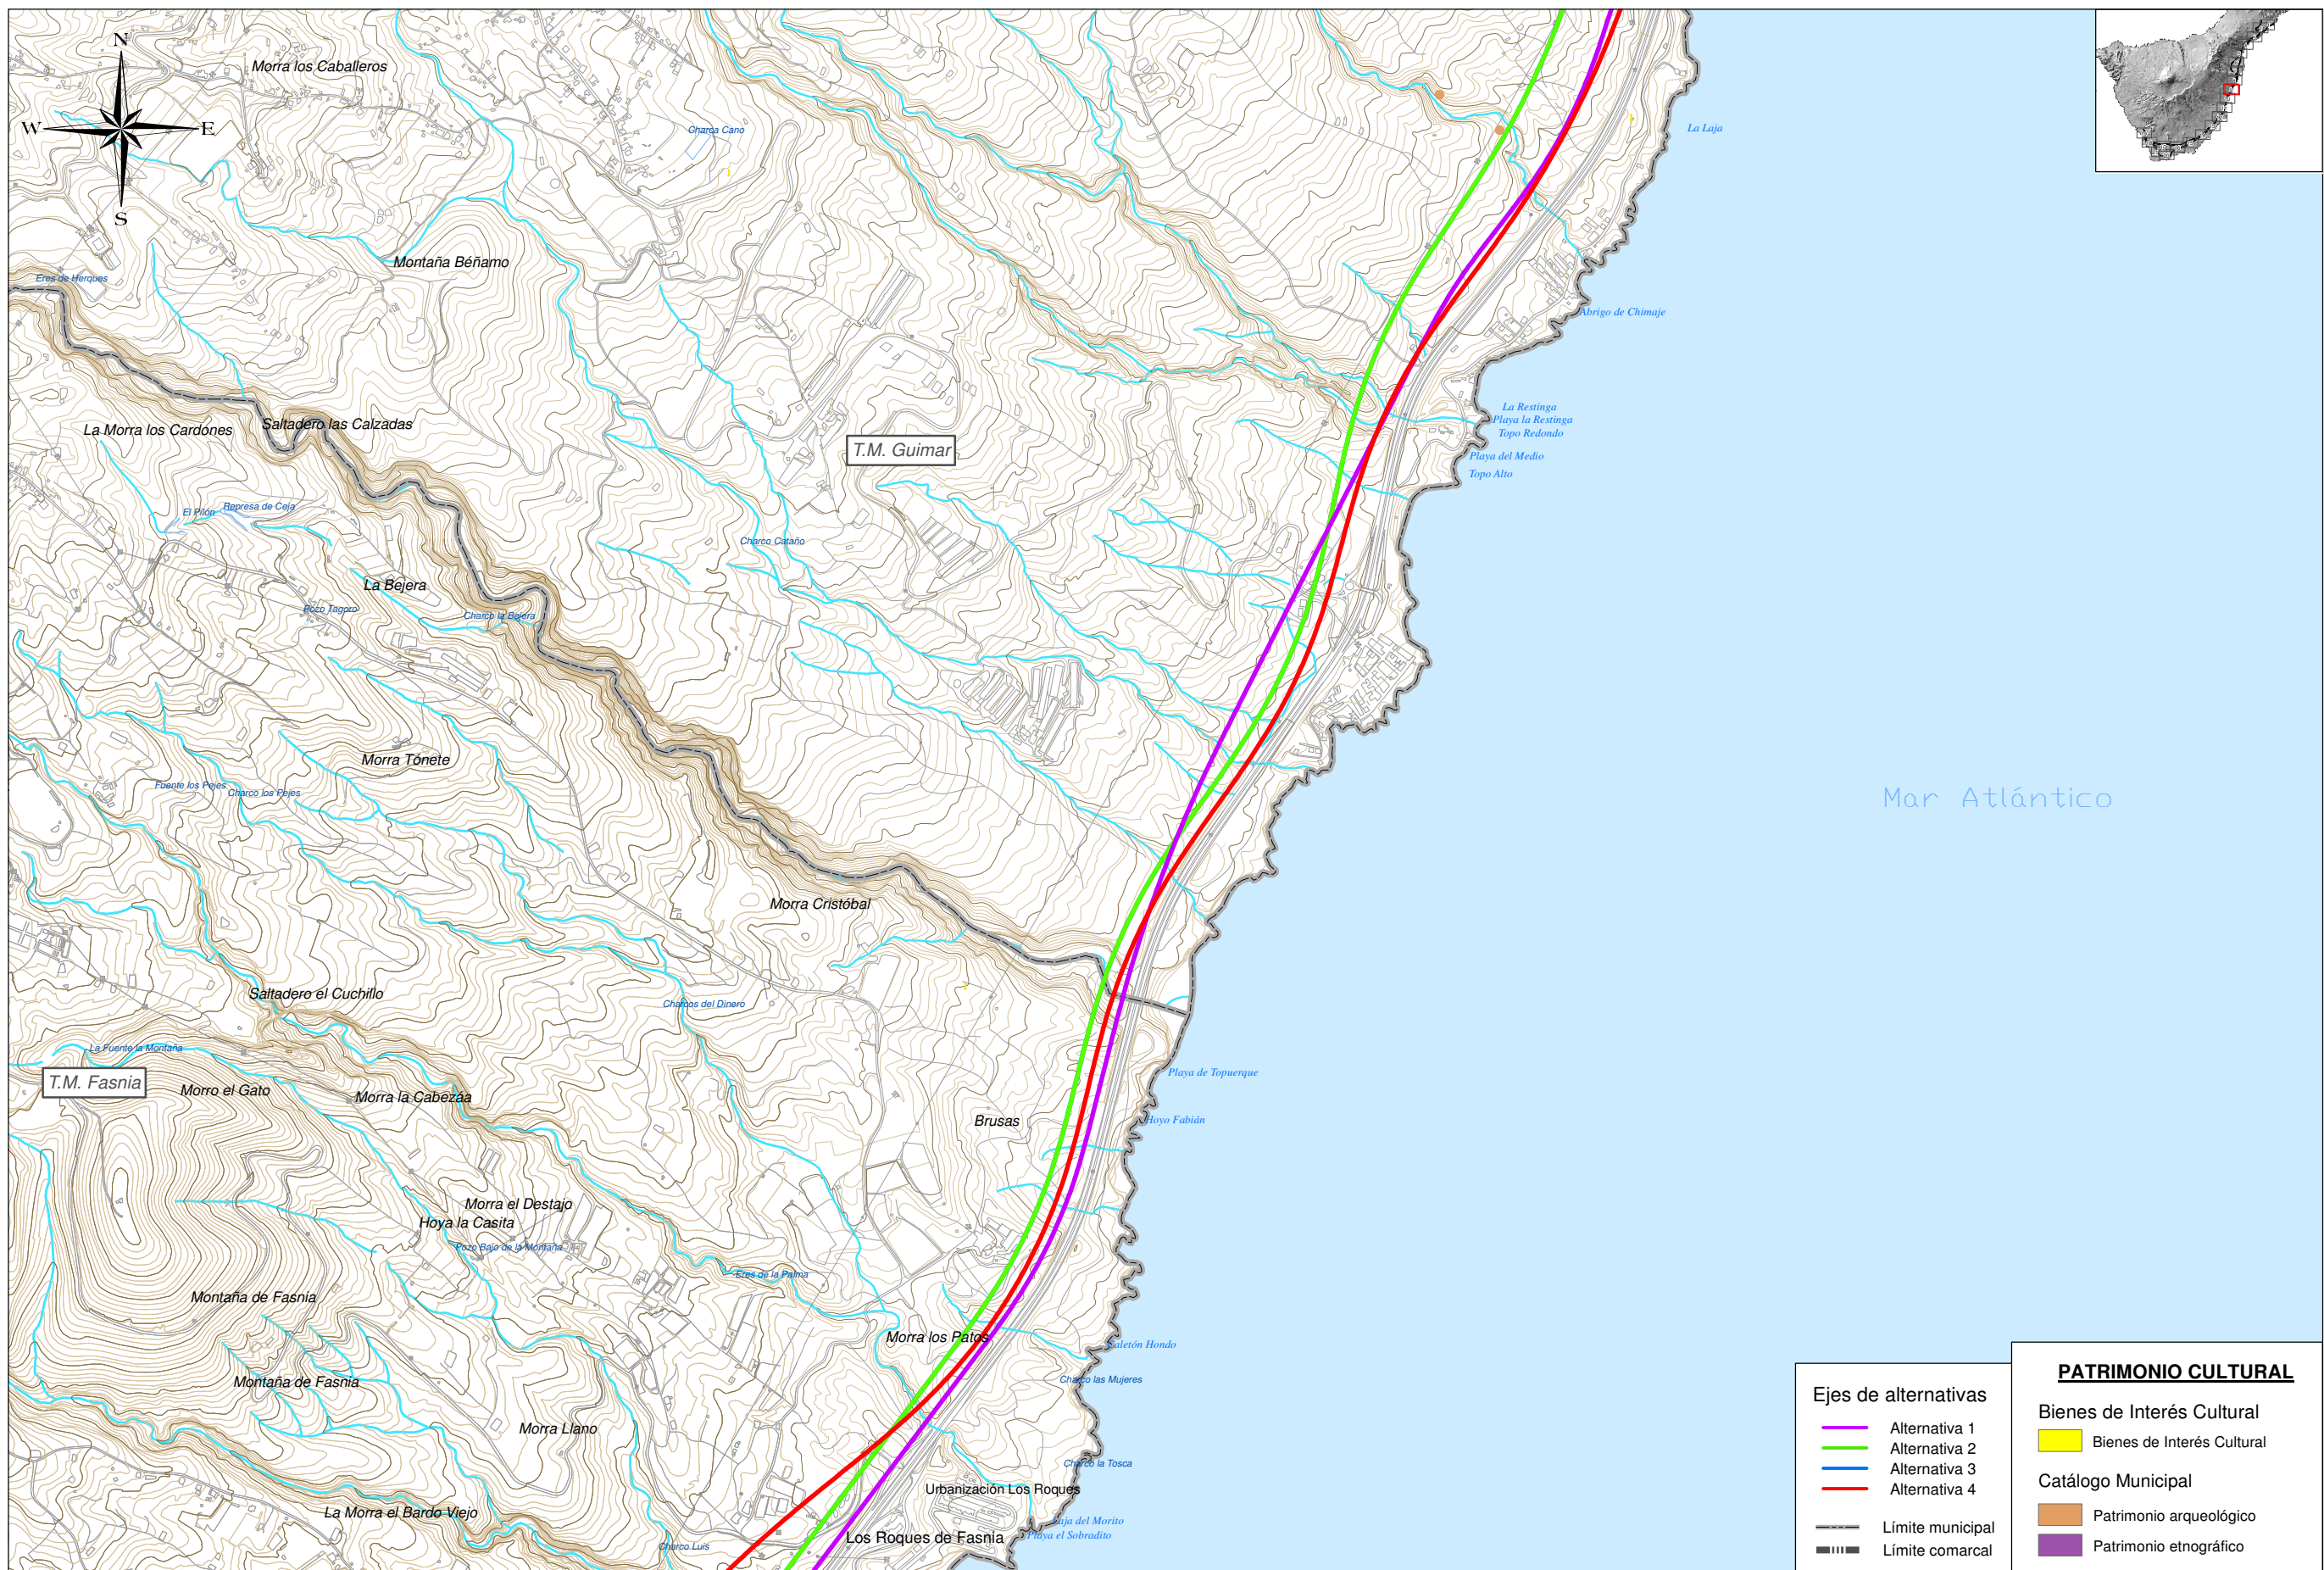 N
Morra los Caballeros
W
E
S
Charca Cano
La Laja
Montaña Béñamo
Eres de Herques
Abrigo de Chimaje
La Morra los Cardones
Saltadero las Calzadas
T.M. Guimar
La Restinga
Playa la Restinga
Topo Redondo
Playa del Medio
Topo Alto
El Pilón
Represa de Ceja
Charco Cataño
La Bejera
Pozo Tagoro
Charco la Bejera
Morra Tónete
Fuente los Pejes
Charco los Pejes
Mar Atlántico
Morra Cristóbal
Saltadero el Cuchillo
Charcos del Dinero
La Fuente la Montaña
T.M. Fasnia
Morro el Gato
Morra la Cabezáa
Playa de Topuerque
Brusas
Hoyo Fabián
Morra el Destajo
Hoya la Casita
Pozo Bajo de la Montaña
Eres de la Palma
Montaña de Fasnia
Morra los Patos
Caletón Hondo
Montaña de Fasnia
Charco las Mujeres
Morra Llano
Charco la Tosca
Urbanización Los Roques
La Morra el Bardo Viejo
Laja del Morito
Playa el Sobradito
Los Roques de Fasnia
Charco Luis
Ejes de alternativas
Alternativa 1
Alternativa 2
Alternativa 3
Alternativa 4
Límite municipal
Límite comarcal
PATRIMONIO CULTURAL
Bienes de Interés Cultural
Bienes de Interés Cultural
Catálogo Municipal
Patrimonio arqueológico
Patrimonio etnográfico